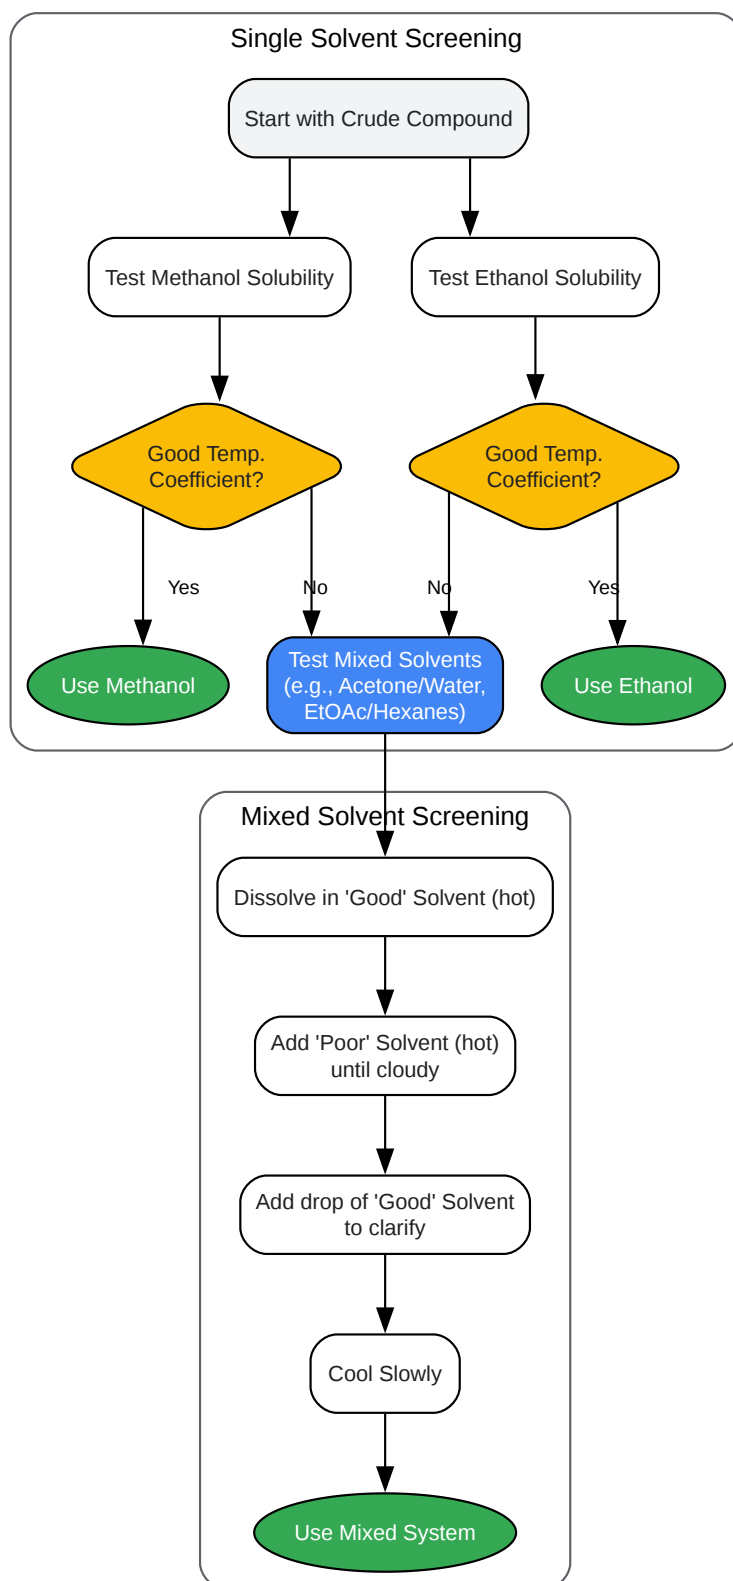 Single Solvent Screening
Start with Crude Compound
Test Methanol Solubility
Test Ethanol Solubility
Good Temp.
Coefficient?
Good Temp.
Coefficient?
Yes
No
No
Yes
Use Methanol
Test Mixed Solvents
(e.g., Acetone/Water,
EtOAc/Hexanes)
Use Ethanol
Mixed Solvent Screening
Dissolve in 'Good' Solvent (hot)
Add 'Poor' Solvent (hot)
until cloudy
Add drop of 'Good' Solvent
to clarify
Cool Slowly
Use Mixed System